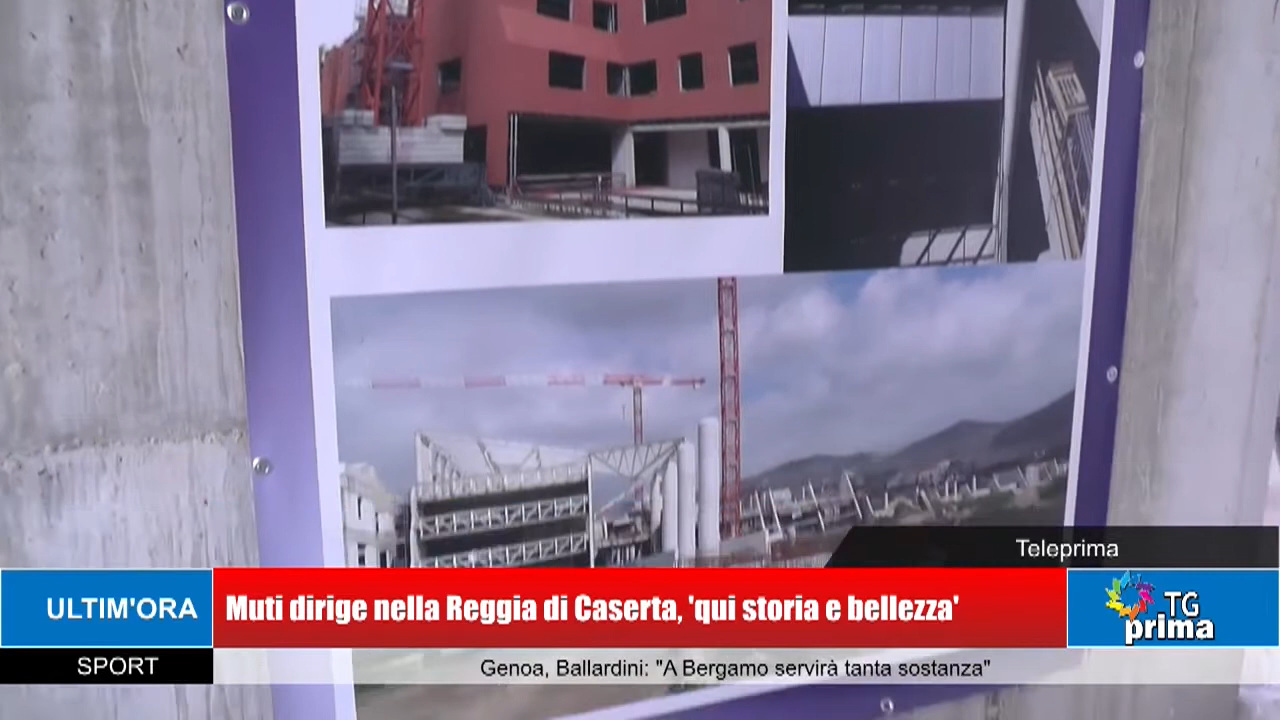 Teleprima
ULTIM'ORA
Muti dirige nella Reggia di Caserta, 'qui storia e bellezza'
TG
prima
SPORT
Genoa, Ballardini: "A Bergamo servirà tanta sostanza"